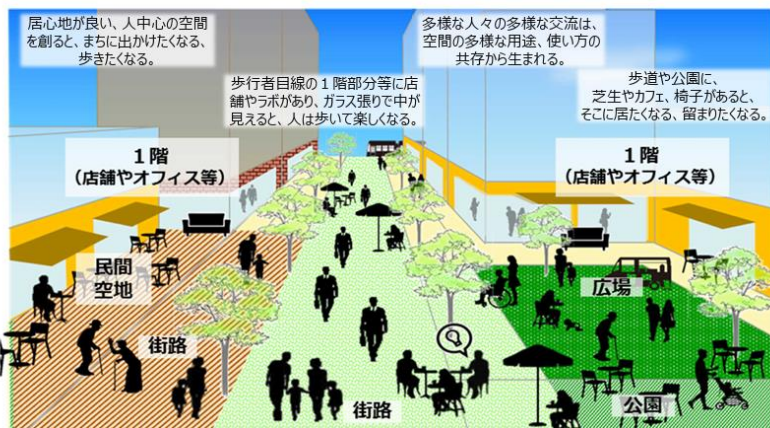 居心地が良い、人中心の空間
を創ると、まちに出かけたくなる、
歩きたくなる。
歩行者目線の1階部分等に店
舗やラボがあり、ガラス張りで中が
見えると、人は歩いて楽しくなる。
多様な人々の多様な交流は、
空間の多様な用途、使い方の
共存から生まれる。
歩道や公園に、
芝生やカフェ、椅子があると、
そこに居たくなる、留まりたくなる。
1階
(店舗やオフィス等)
1階
(店舗やオフィス等)
民間
空地
広場
街路
街路
公園